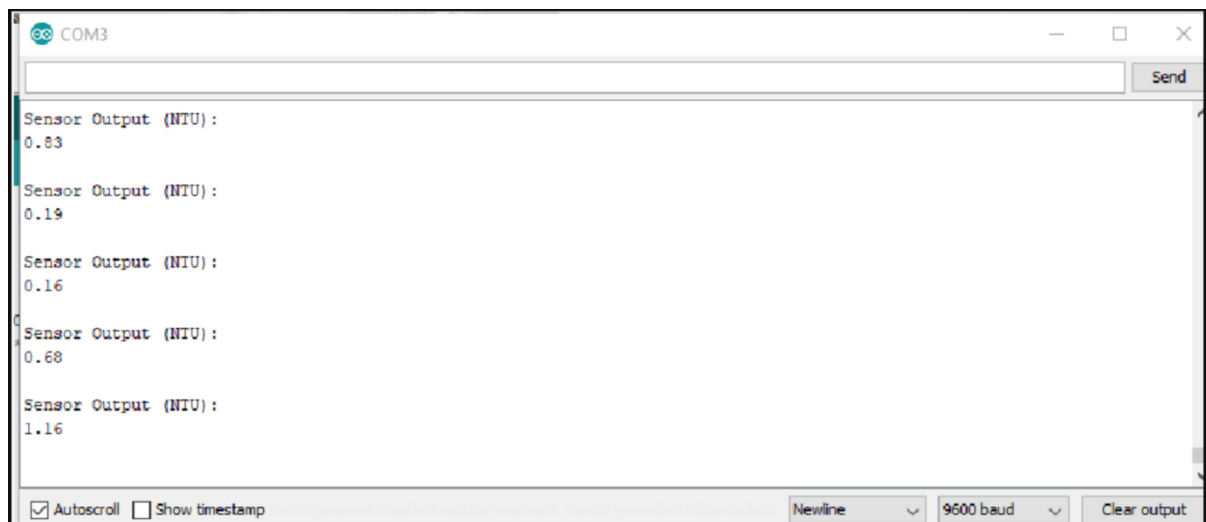 COM3
Send
Sensor Output (NTU):
0.83
Sensor Output (NTU):
0.19
Sensor Output (NTU):
0.16
Sensor Output (NTU):
0.68
Sensor Output (NTU):
1.16
Autoscroll Show timestamp Newline 9600 baud Clear output